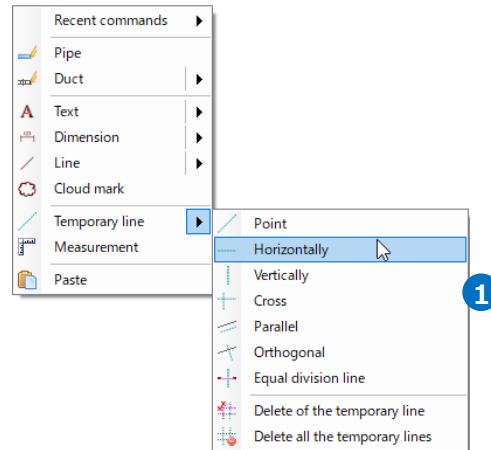 Recent commands
Pipe
Duct
Text
Dimension
Line
Cloud mark
Temporary line
Measurement
Paste
Point
Horizontally
Vertically
Cross
Parallel
Orthogonal
Equal division line
Delete of the temporary line
Delete all the temporary lines
1